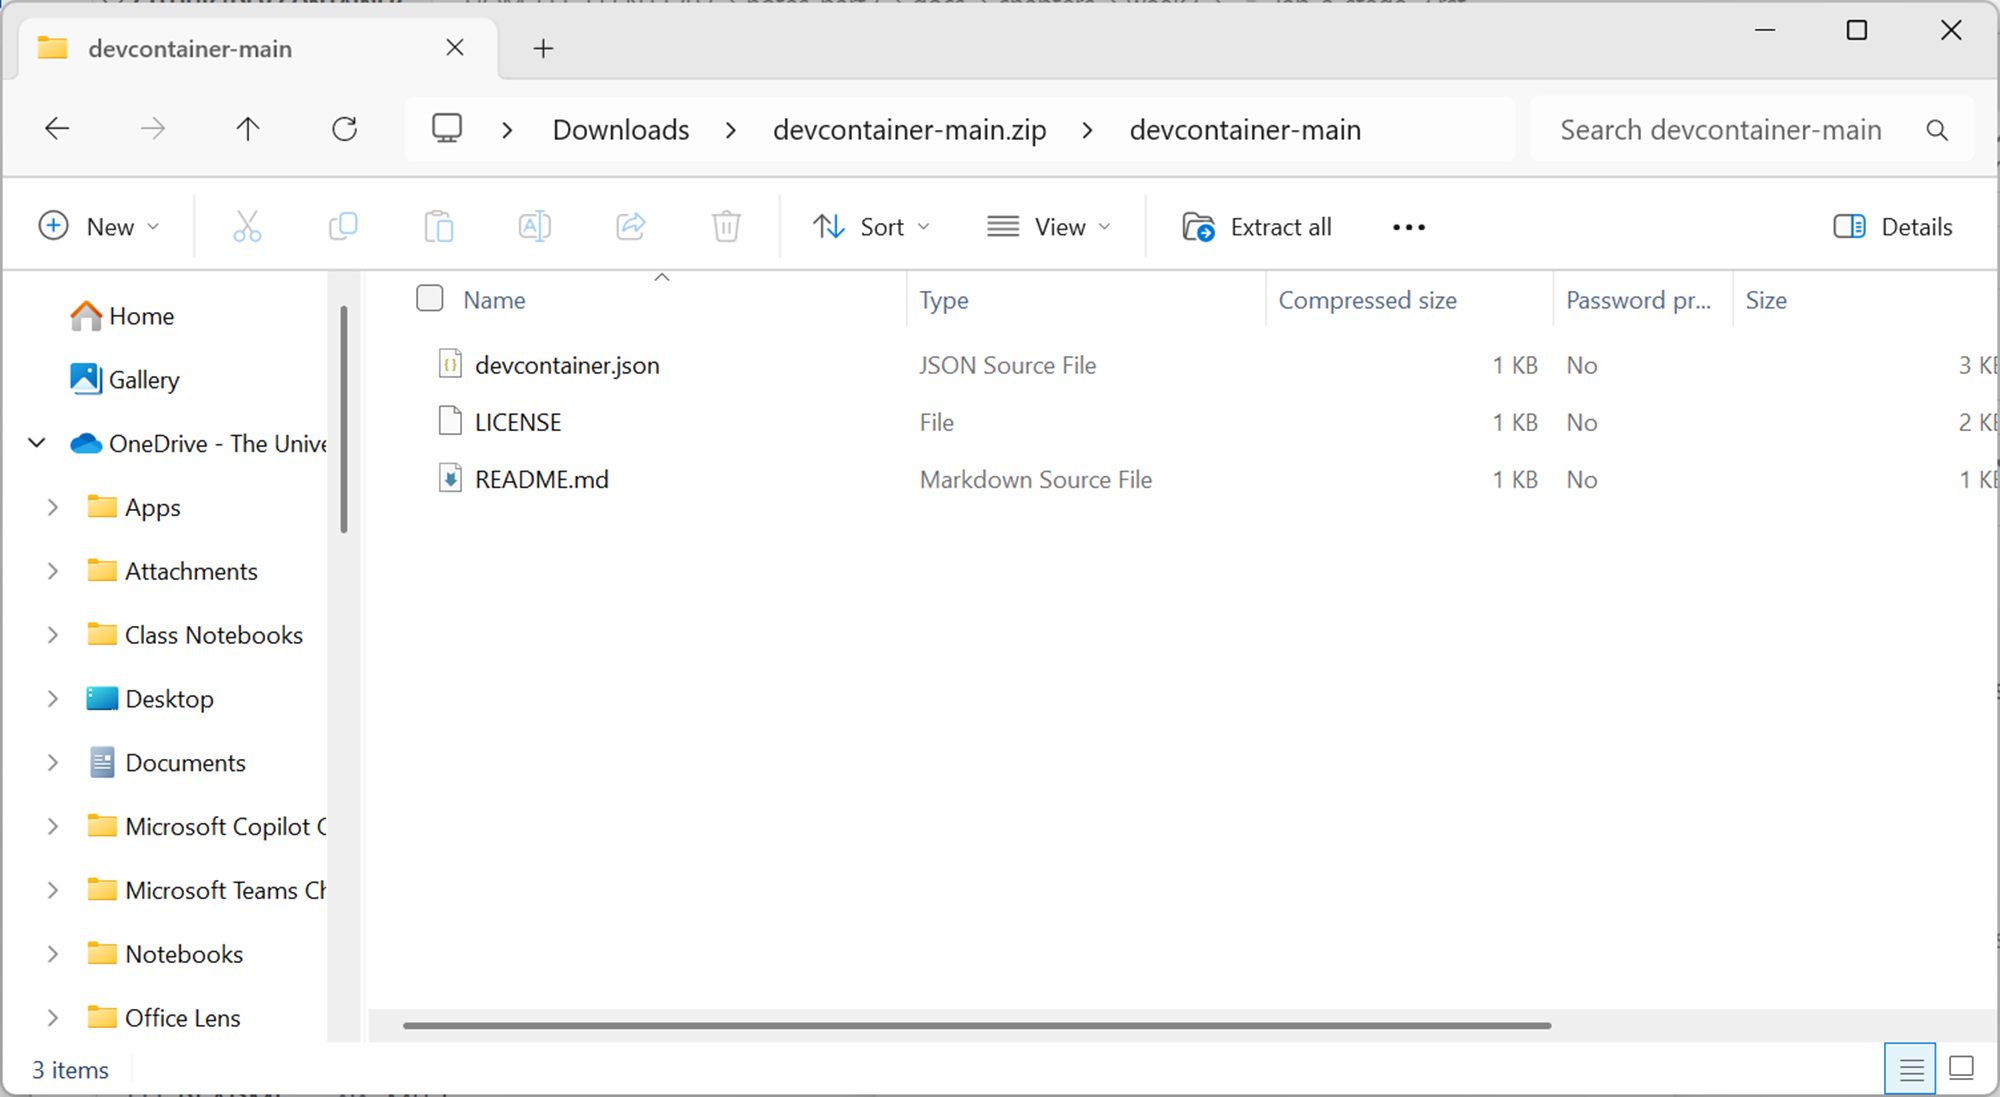 devcontainer-main
Downloads > devcontainer-main.zip > devcontainer-main
Search devcontainer-main
New
Sort
View
Extract all
Details
Home
Gallery
OneDrive - The Unive
Apps
Attachments
Class Notebooks
Desktop
Documents
Microsoft Copilot C
Microsoft Teams Ch
Notebooks
Office Lens
Name Type Compressed size Password pr... Size
devcontainer.json JSON Source File 1 KB No 3 KB
LICENSE File 1 KB No 2 KB
README.md Markdown Source File 1 KB No 1 KB
3 items